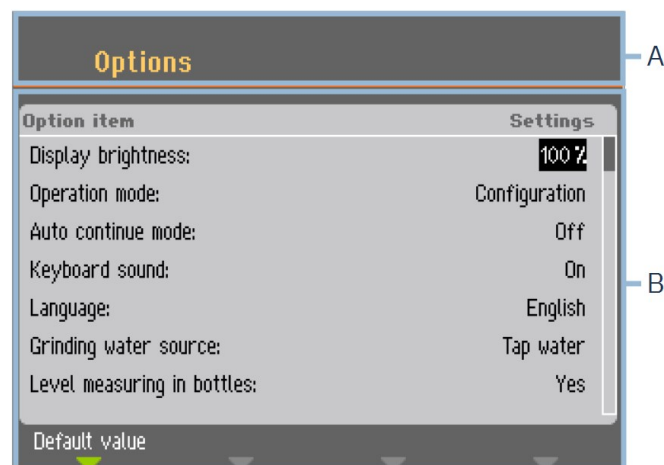 Options
A
Option item Settings
Display brightness: 100 %
Operation mode: Configuration
Auto continue mode: Off
Keyboard sound: On
B
Language: English
Grinding water source: Tap water
Level measuring in bottles: Yes
Default value